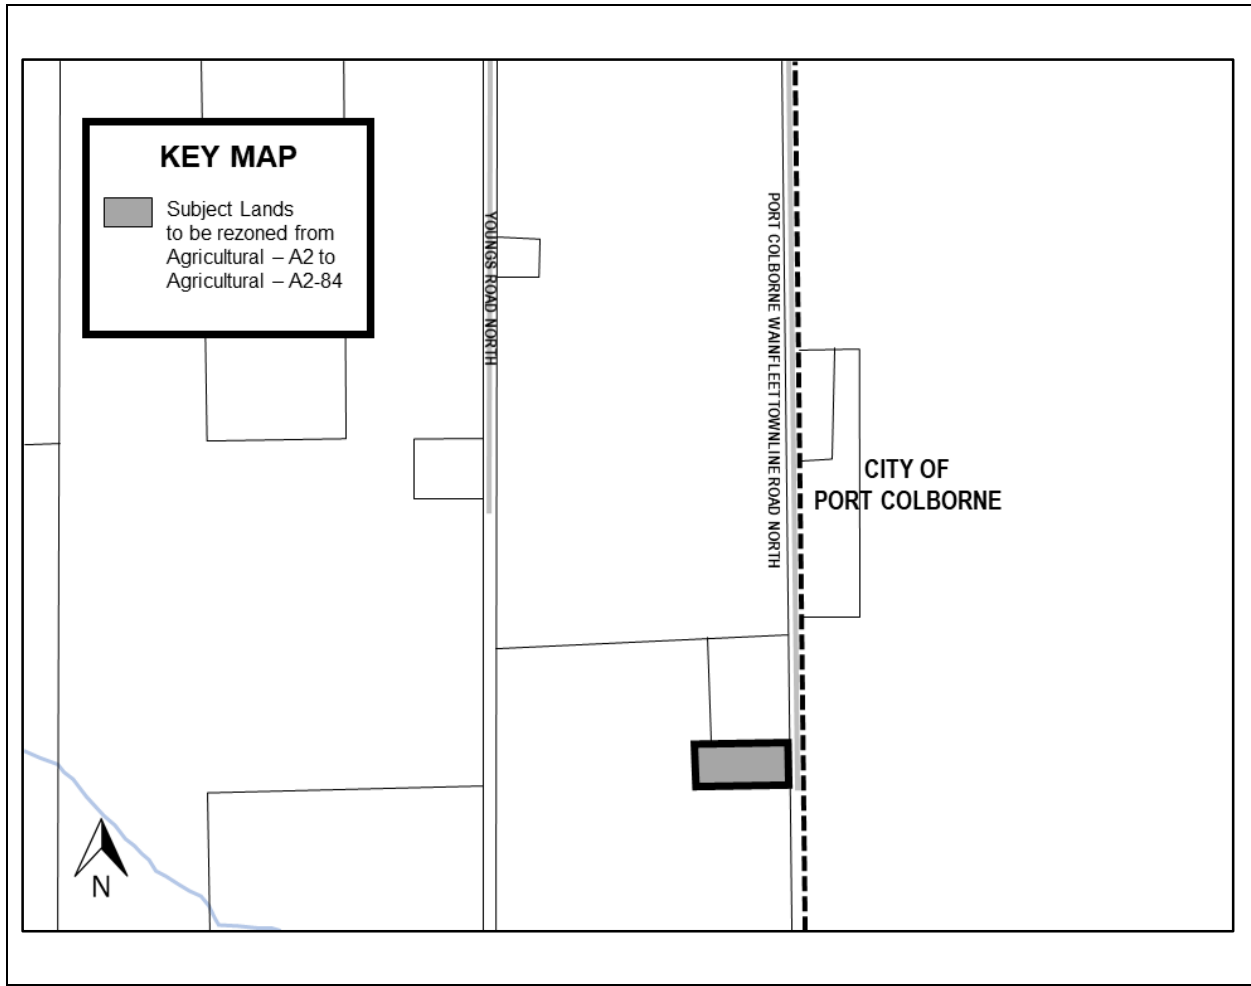 KEY MAP
Subject Lands
to be rezoned from
Agricultural – A2 to
Agricultural – A2-84
YOUNGS ROAD NORTH
PORT COLBORNE WAINFLEET TOWNLINE ROAD NORTH
CITY OF
PORT COLBORNE
N